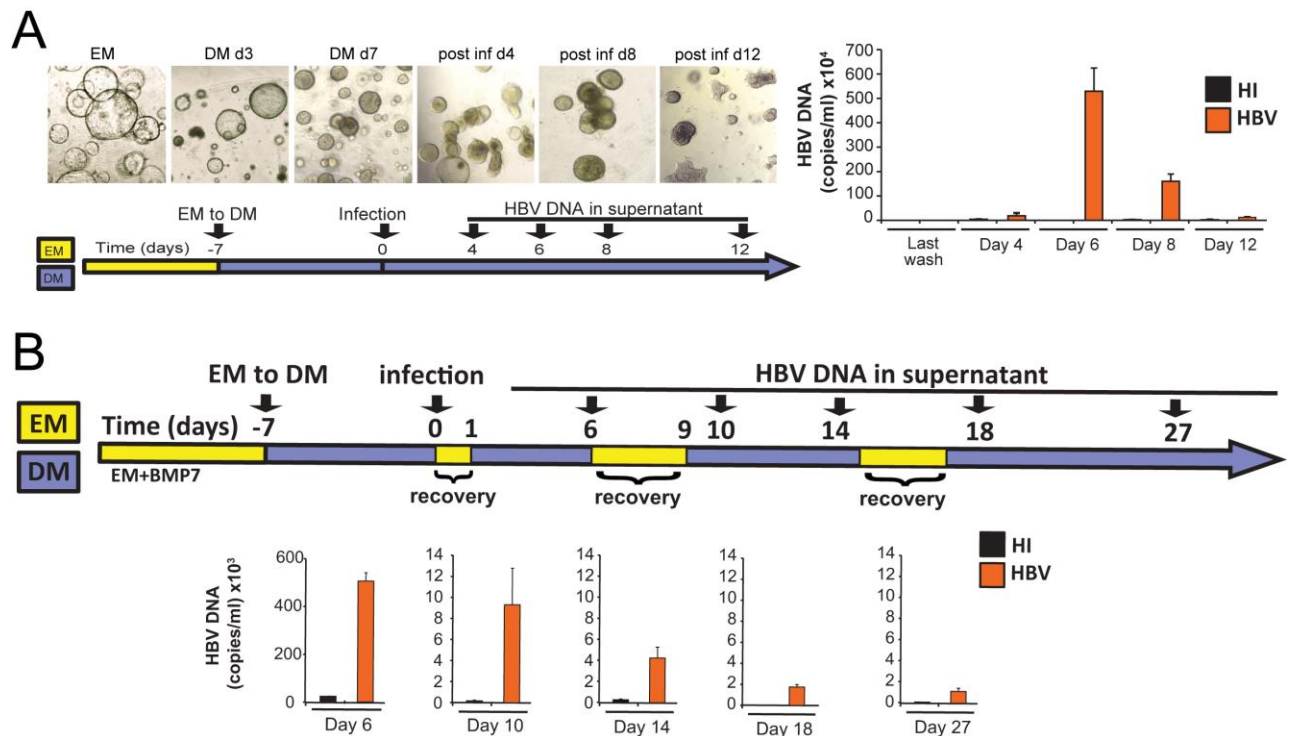 A
EM
DM d3
DM d7
post inf d4
post inf d8
post inf d12
EM to DM
Infection
HBV DNA in supernatant
EM
DM
Time (days)
-7
0
4
6
8
12
HBV DNA
(copies/ml) x10⁴
700
600
500
400
300
200
100
0
HI
HBV
Last
wash
Day 4
Day 6
Day 8
Day 12
B
EM to DM
infection
HBV DNA in supernatant
EM
DM
Time (days)
-7
0
1
6
9
10
14
18
27
EM+BMP7
recovery
recovery
recovery
HI
HBV
HBV DNA
(copies/ml) x10³
600
400
200
0
Day 6
14
12
10
8
6
4
2
0
Day 10
14
12
10
8
6
4
2
0
Day 14
14
12
10
8
6
4
2
0
Day 18
14
12
10
8
6
4
2
0
Day 27